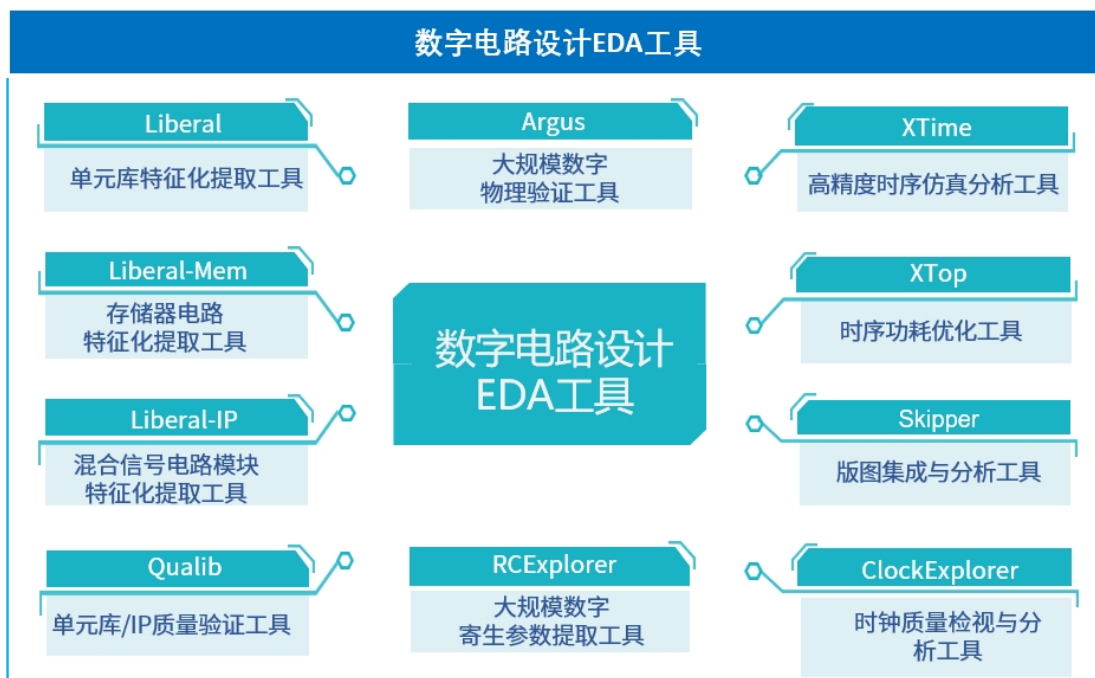 数字电路设计EDA工具
Liberal
单元库特征化提取工具
Argus
大规模数字
物理验证工具
XTime
高精度时序仿真分析工具
Liberal-Mem
存储器电路
特征化提取工具
数字电路设计
EDA工具
XTop
时序功耗优化工具
Liberal-IP
混合信号电路模块
特征化提取工具
Skipper
版图集成与分析工具
Qualib
单元库/IP质量验证工具
RCExplorer
大规模数字
寄生参数提取工具
ClockExplorer
时钟质量检视与分
析工具